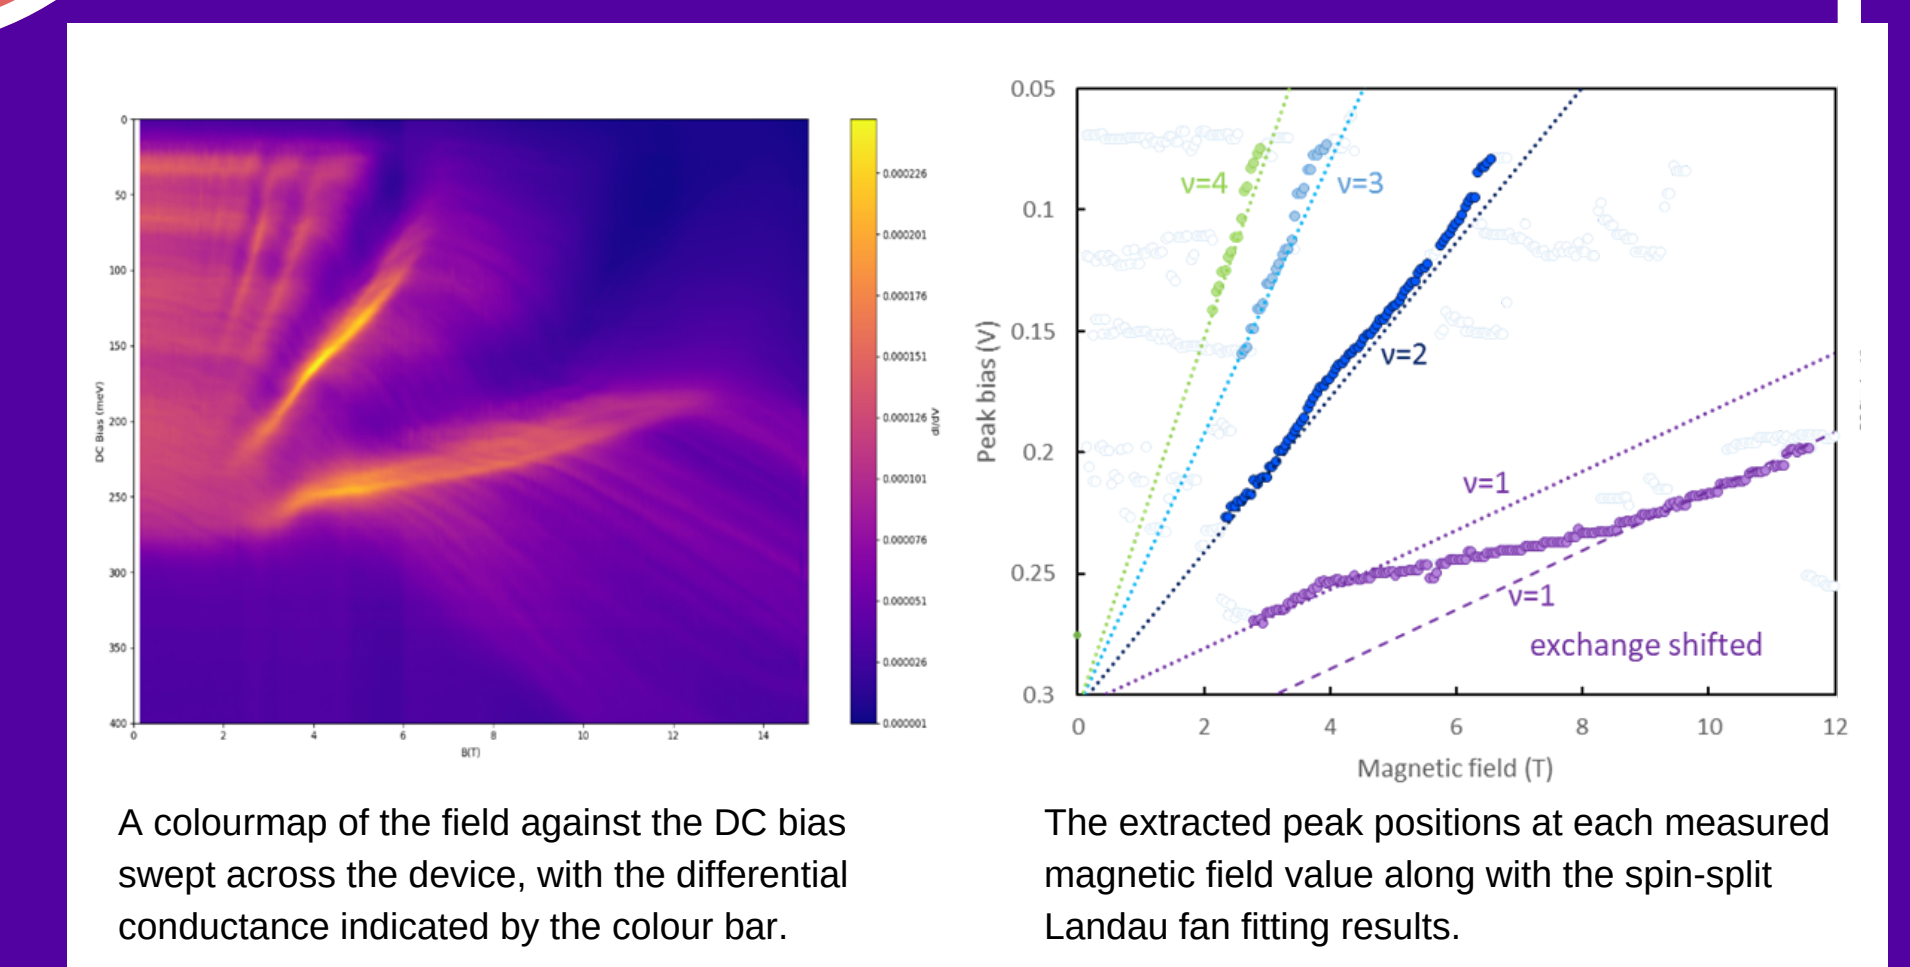 0
50
100
150
200
250
300
350
400
DC Bias (meV)
0
2
4
6
8
10
12
14
B(T)
0.000226
0.000201
0.000176
0.000151
0.000126
0.000101
0.000076
0.000051
0.000026
0.000001
dI/dV
0.05
0.1
0.15
0.2
0.25
0.3
Peak bias (V)
ν=4
ν=3
ν=2
ν=1
ν=1
exchange shifted
0
2
4
6
8
10
12
Magnetic field (T)
A colourmap of the field against the DC bias
swept across the device, with the differential
conductance indicated by the colour bar.
The extracted peak positions at each measured
magnetic field value along with the spin-split
Landau fan fitting results.